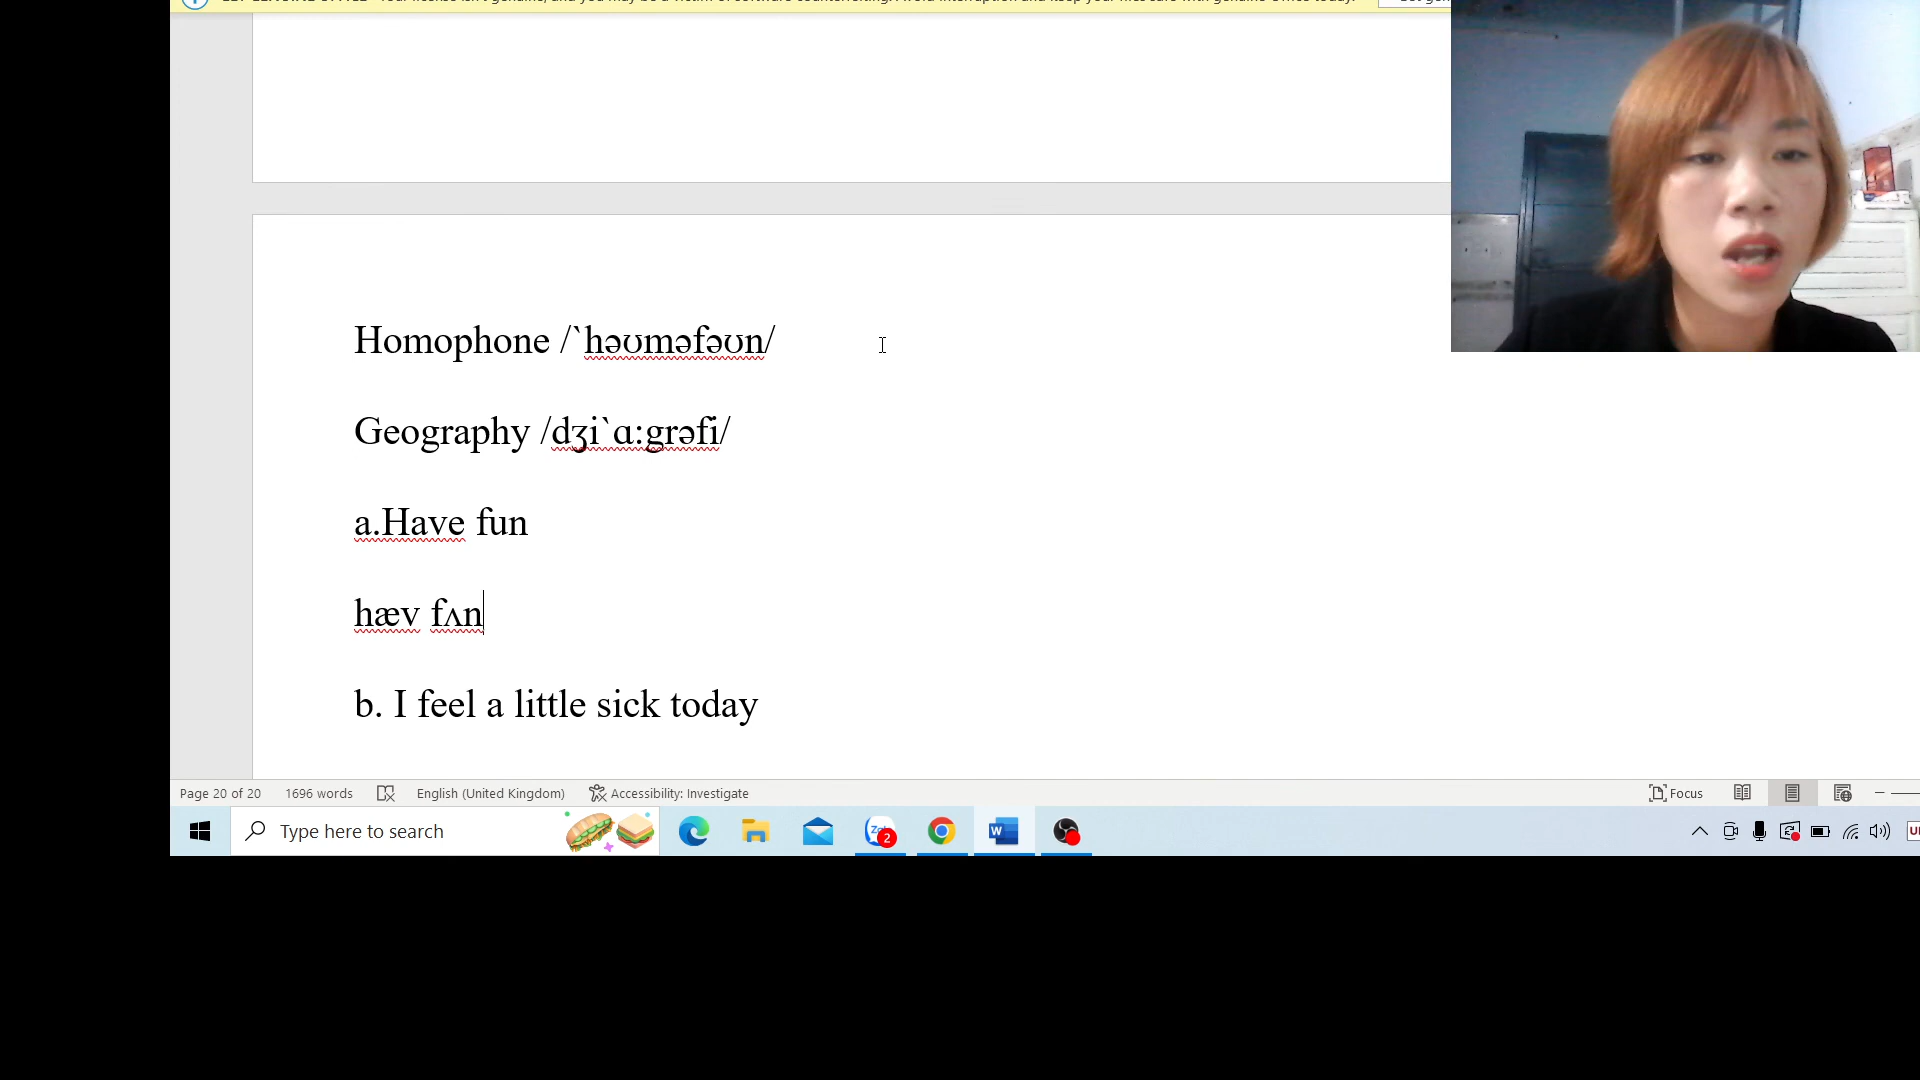 Homophone /`həʊməfəʊn/
Geography /dʒi`ɑ:grəfi/
a.Have fun
hæv fʌn
b. I feel a little sick today
Page 20 of 20 1696 words English (United Kingdom) Accessibility: Investigate Focus
Type here to search
2